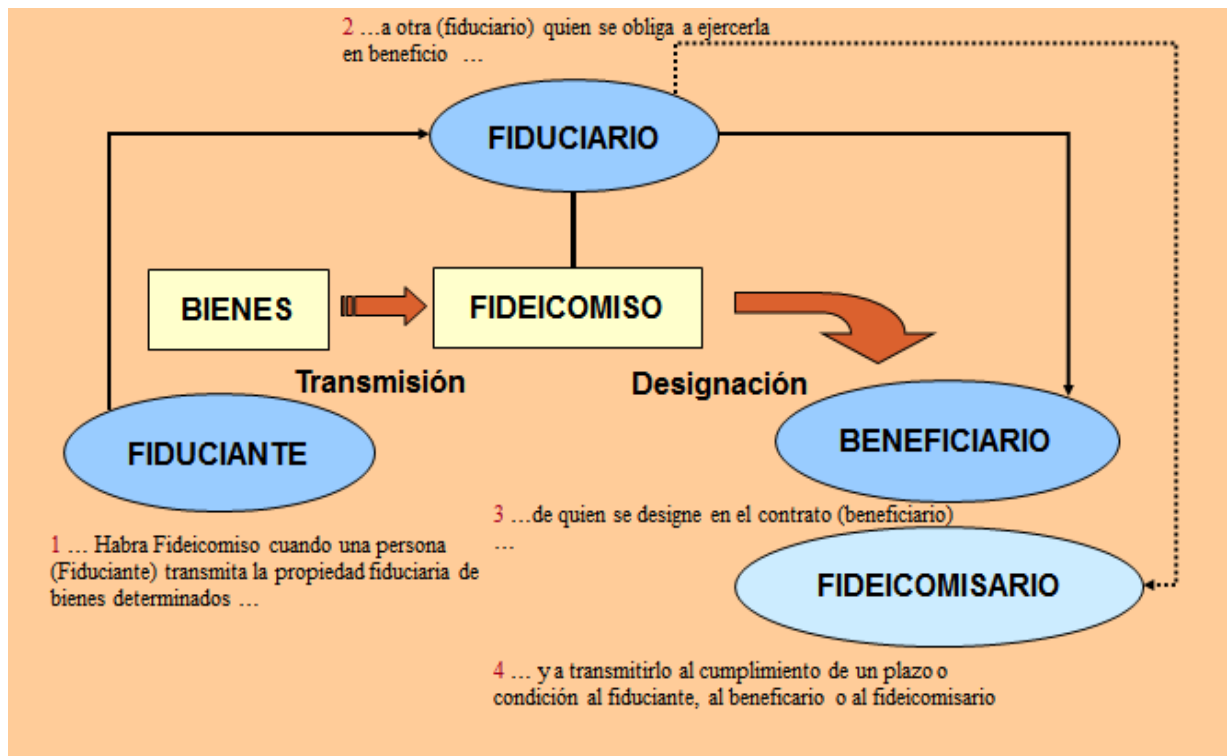 2 …a otra (fiduciario) quien se obliga a ejercerla
en beneficio …
FIDUCIARIO
BIENES
FIDEICOMISO
Transmisión
Designación
FIDUCIANTE
BENEFICIARIO
3 …de quien se designe en el contrato (beneficiario)
…
1 … Habra Fideicomiso cuando una persona
(Fiduciante) transmita la propiedad fiduciaria de
bienes determinados …
FIDEICOMISARIO
4 … y a transmitirlo al cumplimiento de un plazo o
condición al fiduciante, al beneficario o al fideicomisario